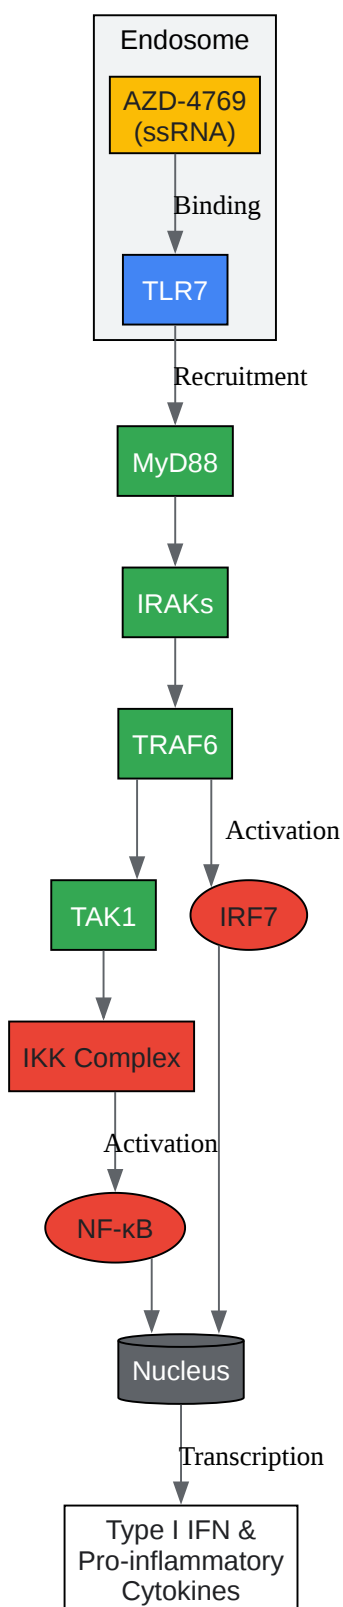 Endosome
AZD-4769
(ssRNA)
Binding
TLR7
Recruitment
MyD88
IRAKs
TRAF6
Activation
TAK1
IRF7
IKK Complex
Activation
NF-κB
Nucleus
Transcription
Type I IFN &
Pro-inflammatory
Cytokines